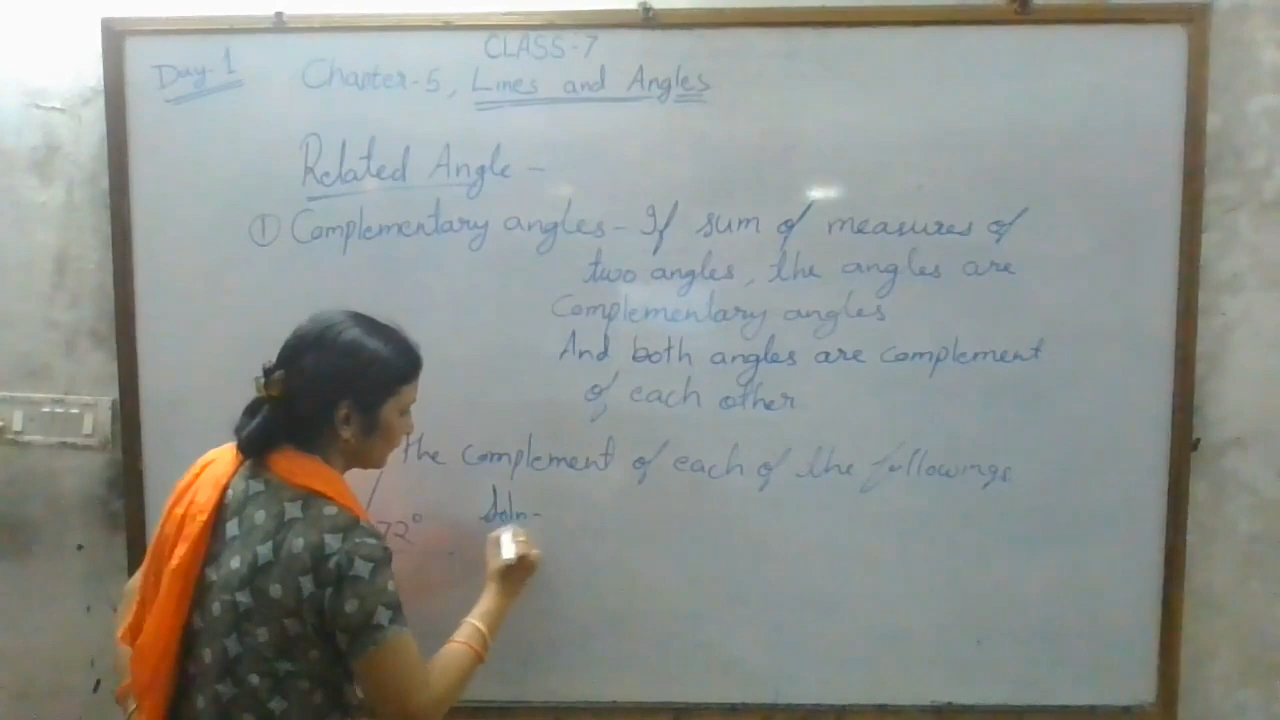 Day-1
CLASS-7
Chapter-5, Lines and Angles
Related Angle -
① Complementary angles - If sum of measures of
two angles, the angles are
Complementary angles
And both angles are complement
of each other
the complement of each of the followings
72° Soln-